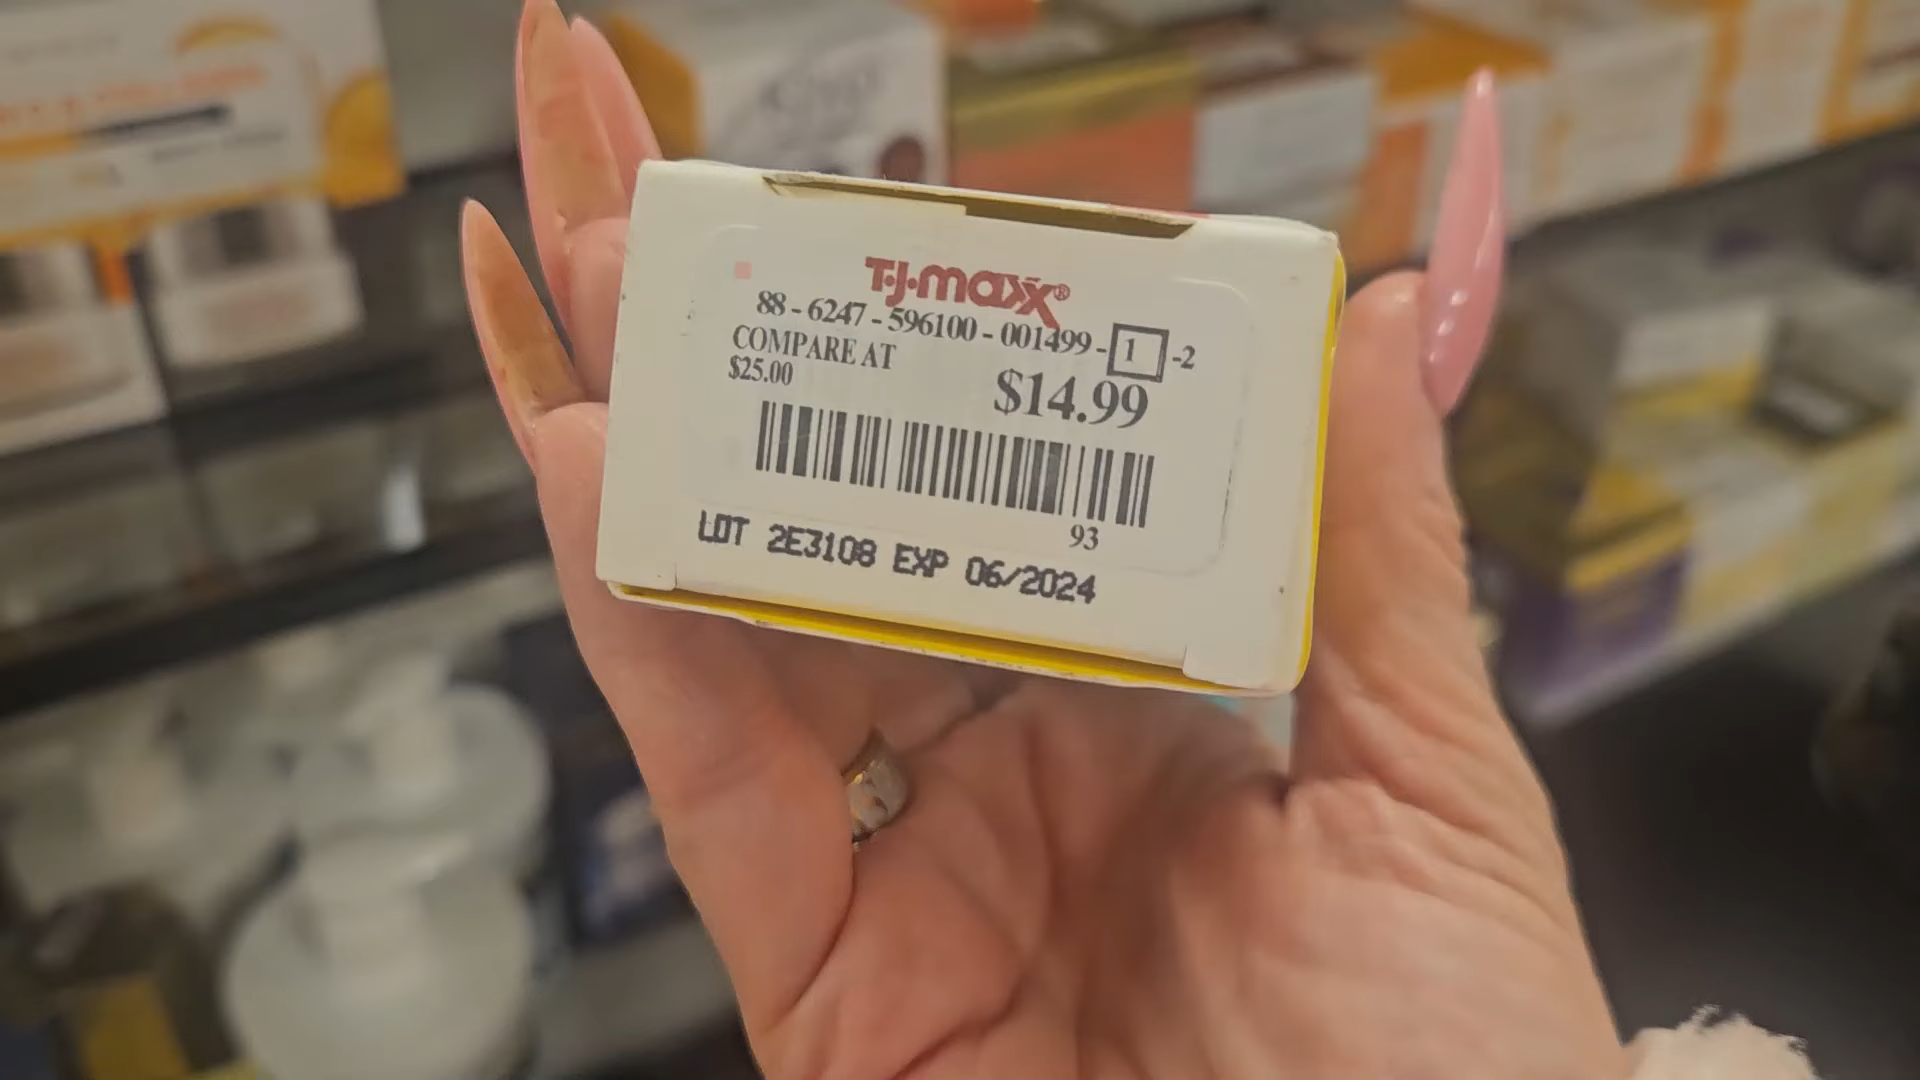 T·J·maxx®
88 - 6247 - 596100 - 001499 - 1 -2
COMPARE AT
$25.00
$14.99
93
LOT 2E3108 EXP 06/2024